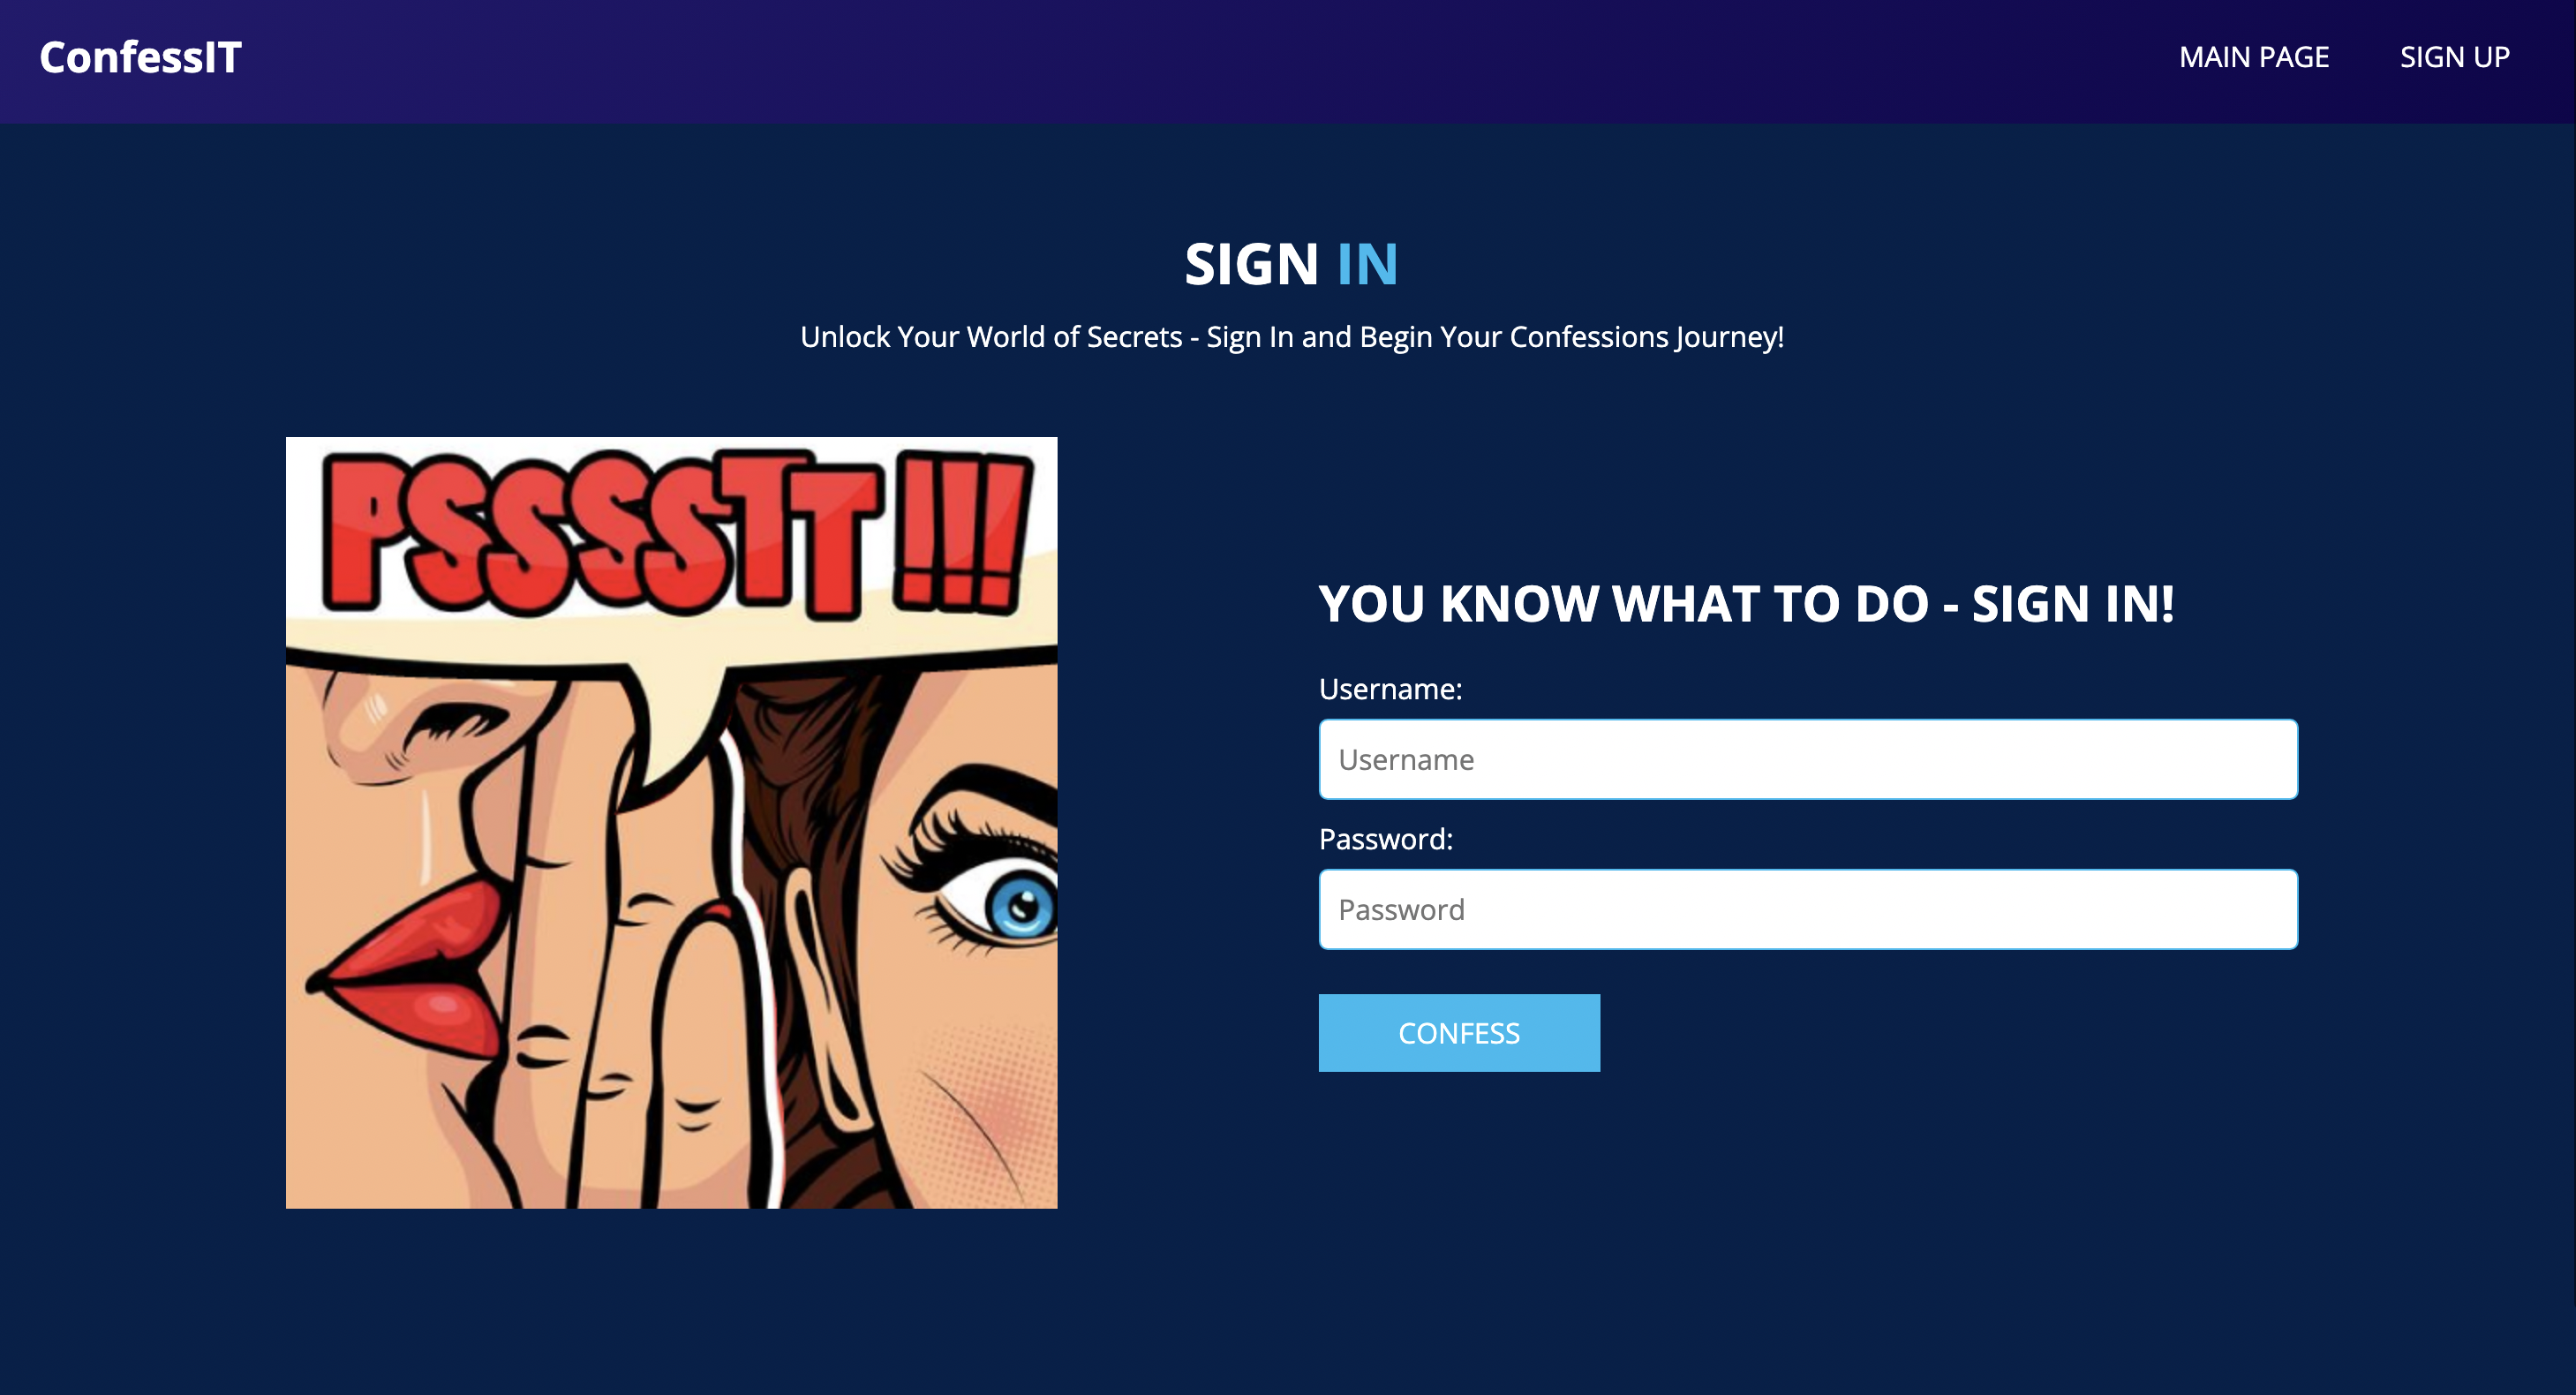 ConfessIT
MAIN PAGE
SIGN UP
SIGN IN
Unlock Your World of Secrets - Sign In and Begin Your Confessions Journey!
PSSSSTT!!!
YOU KNOW WHAT TO DO - SIGN IN!
Username:
Username
Password:
Password
CONFESS